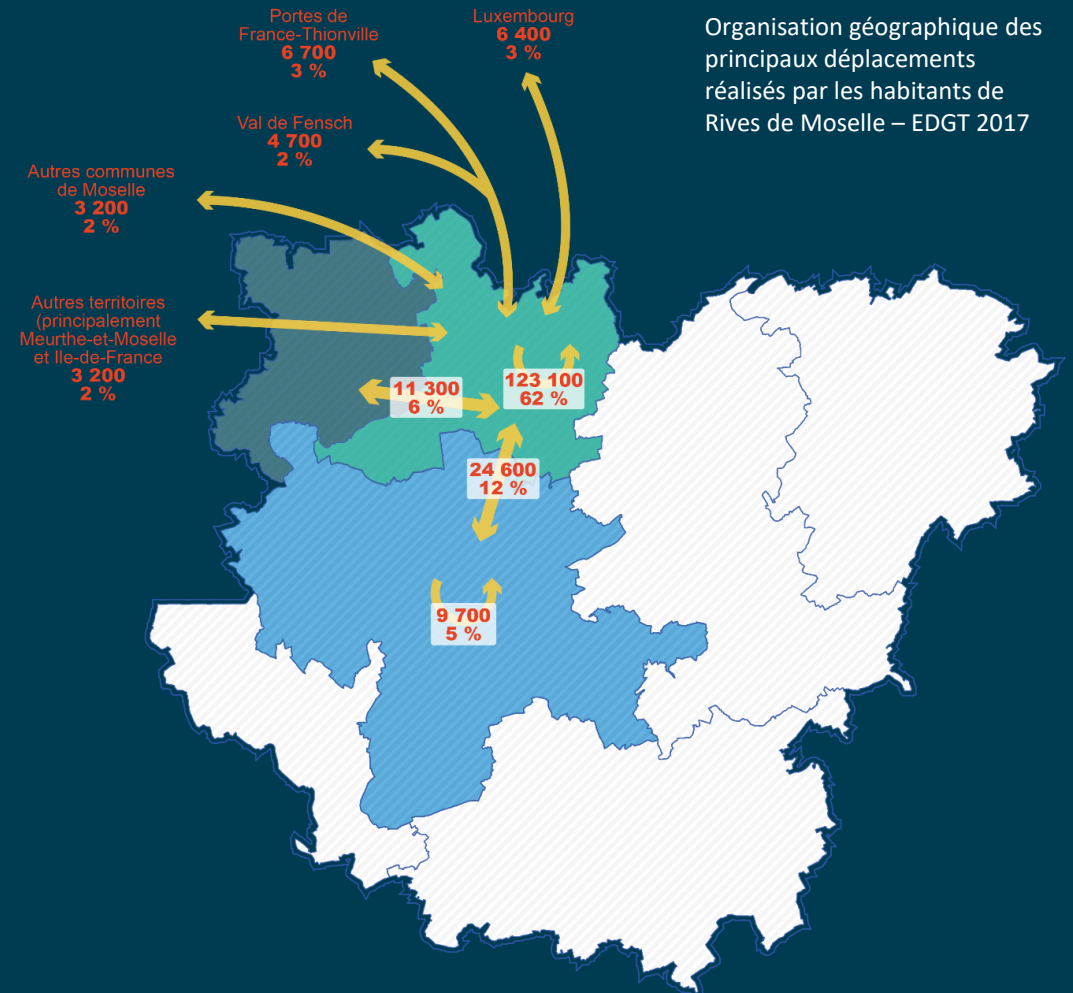 Portes de
France-Thionville
6 700
3 %
Luxembourg
6 400
3 %
Organisation géographique des
principaux déplacements
réalisés par les habitants de
Rives de Moselle – EDGT 2017
Val de Fensch
4 700
2 %
Autres communes
de Moselle
3 200
2 %
Autres territoires
(principalement
Meurthe-et-Moselle
et Ile-de-France
3 200
2 %
11 300
6 %
123 100
62 %
24 600
12 %
9 700
5 %